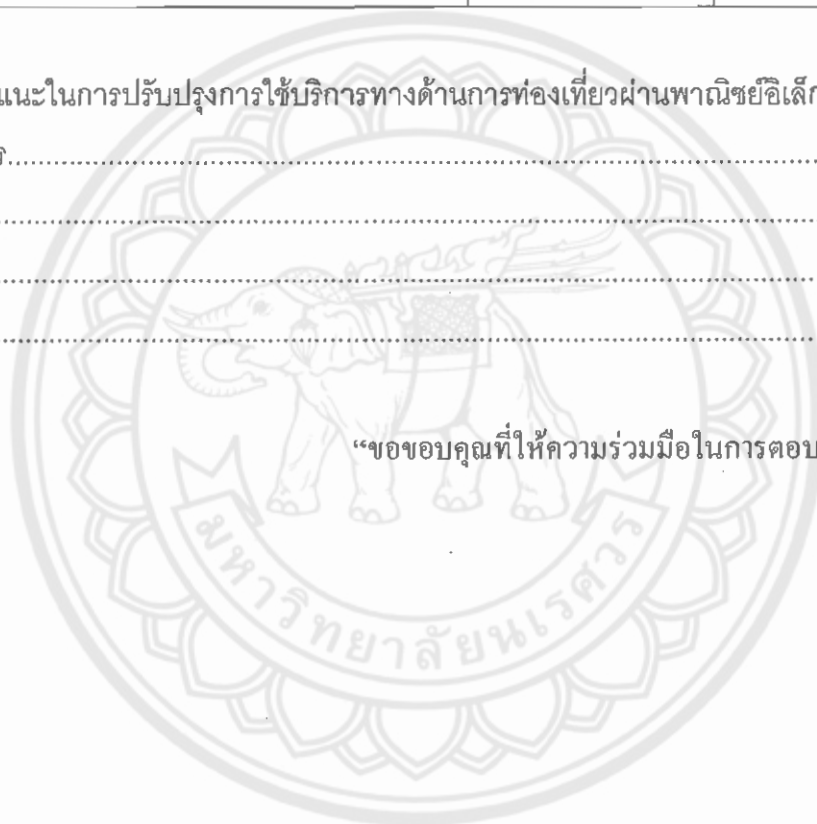 แนะในการปรับปรุงการใช้บริการทางด้านการท่องเที่ยวผ่านพาณิชย์อิเล็ก
ร..............................................................................................................................
..............................................................................................................................
..............................................................................................................................
..............................................................................................................................
“ขอขอบคุณที่ให้ความร่วมมือในการตอบ
มหาวิทยาลัยนเรศวร